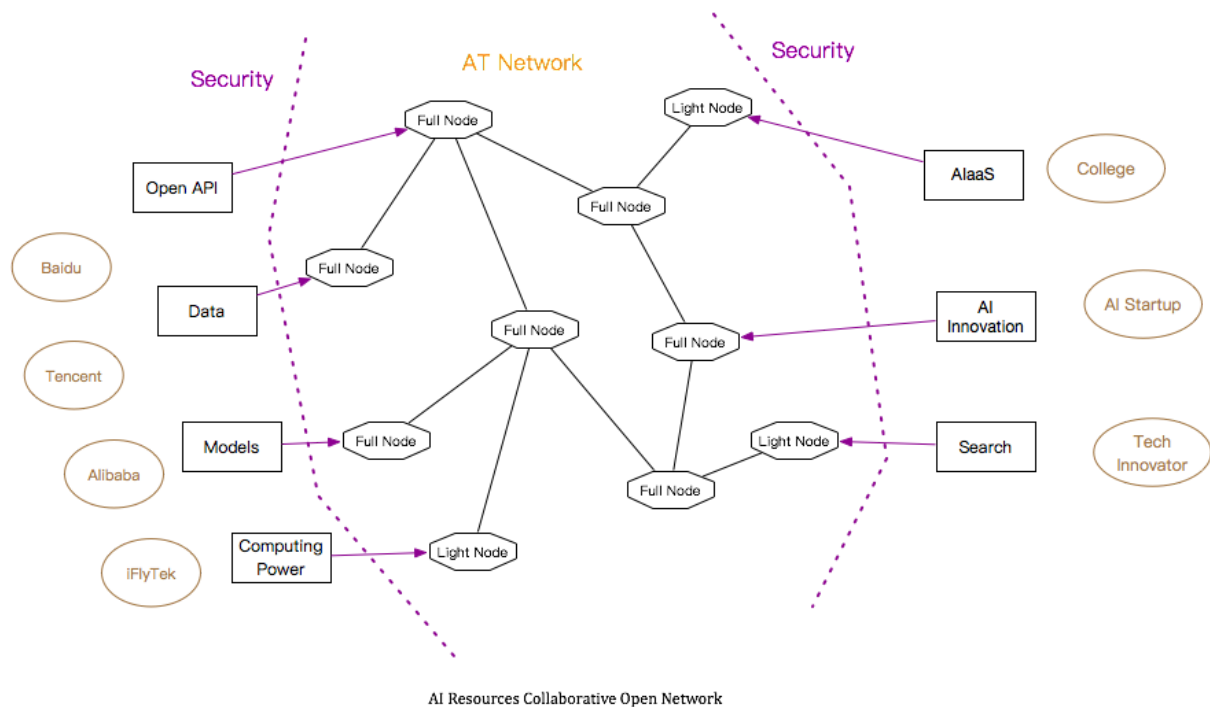 AT Network
Security
Security
Full Node
Light Node
Open API
AIaaS
College
Full Node
Baidu
Full Node
Data
AI
Innovation
AI Startup
Full Node
Full Node
Tencent
Models
Full Node
Light Node
Search
Tech
Innovator
Alibaba
Full Node
Computing
Power
Light Node
iFlyTek
AI Resources Collaborative Open Network